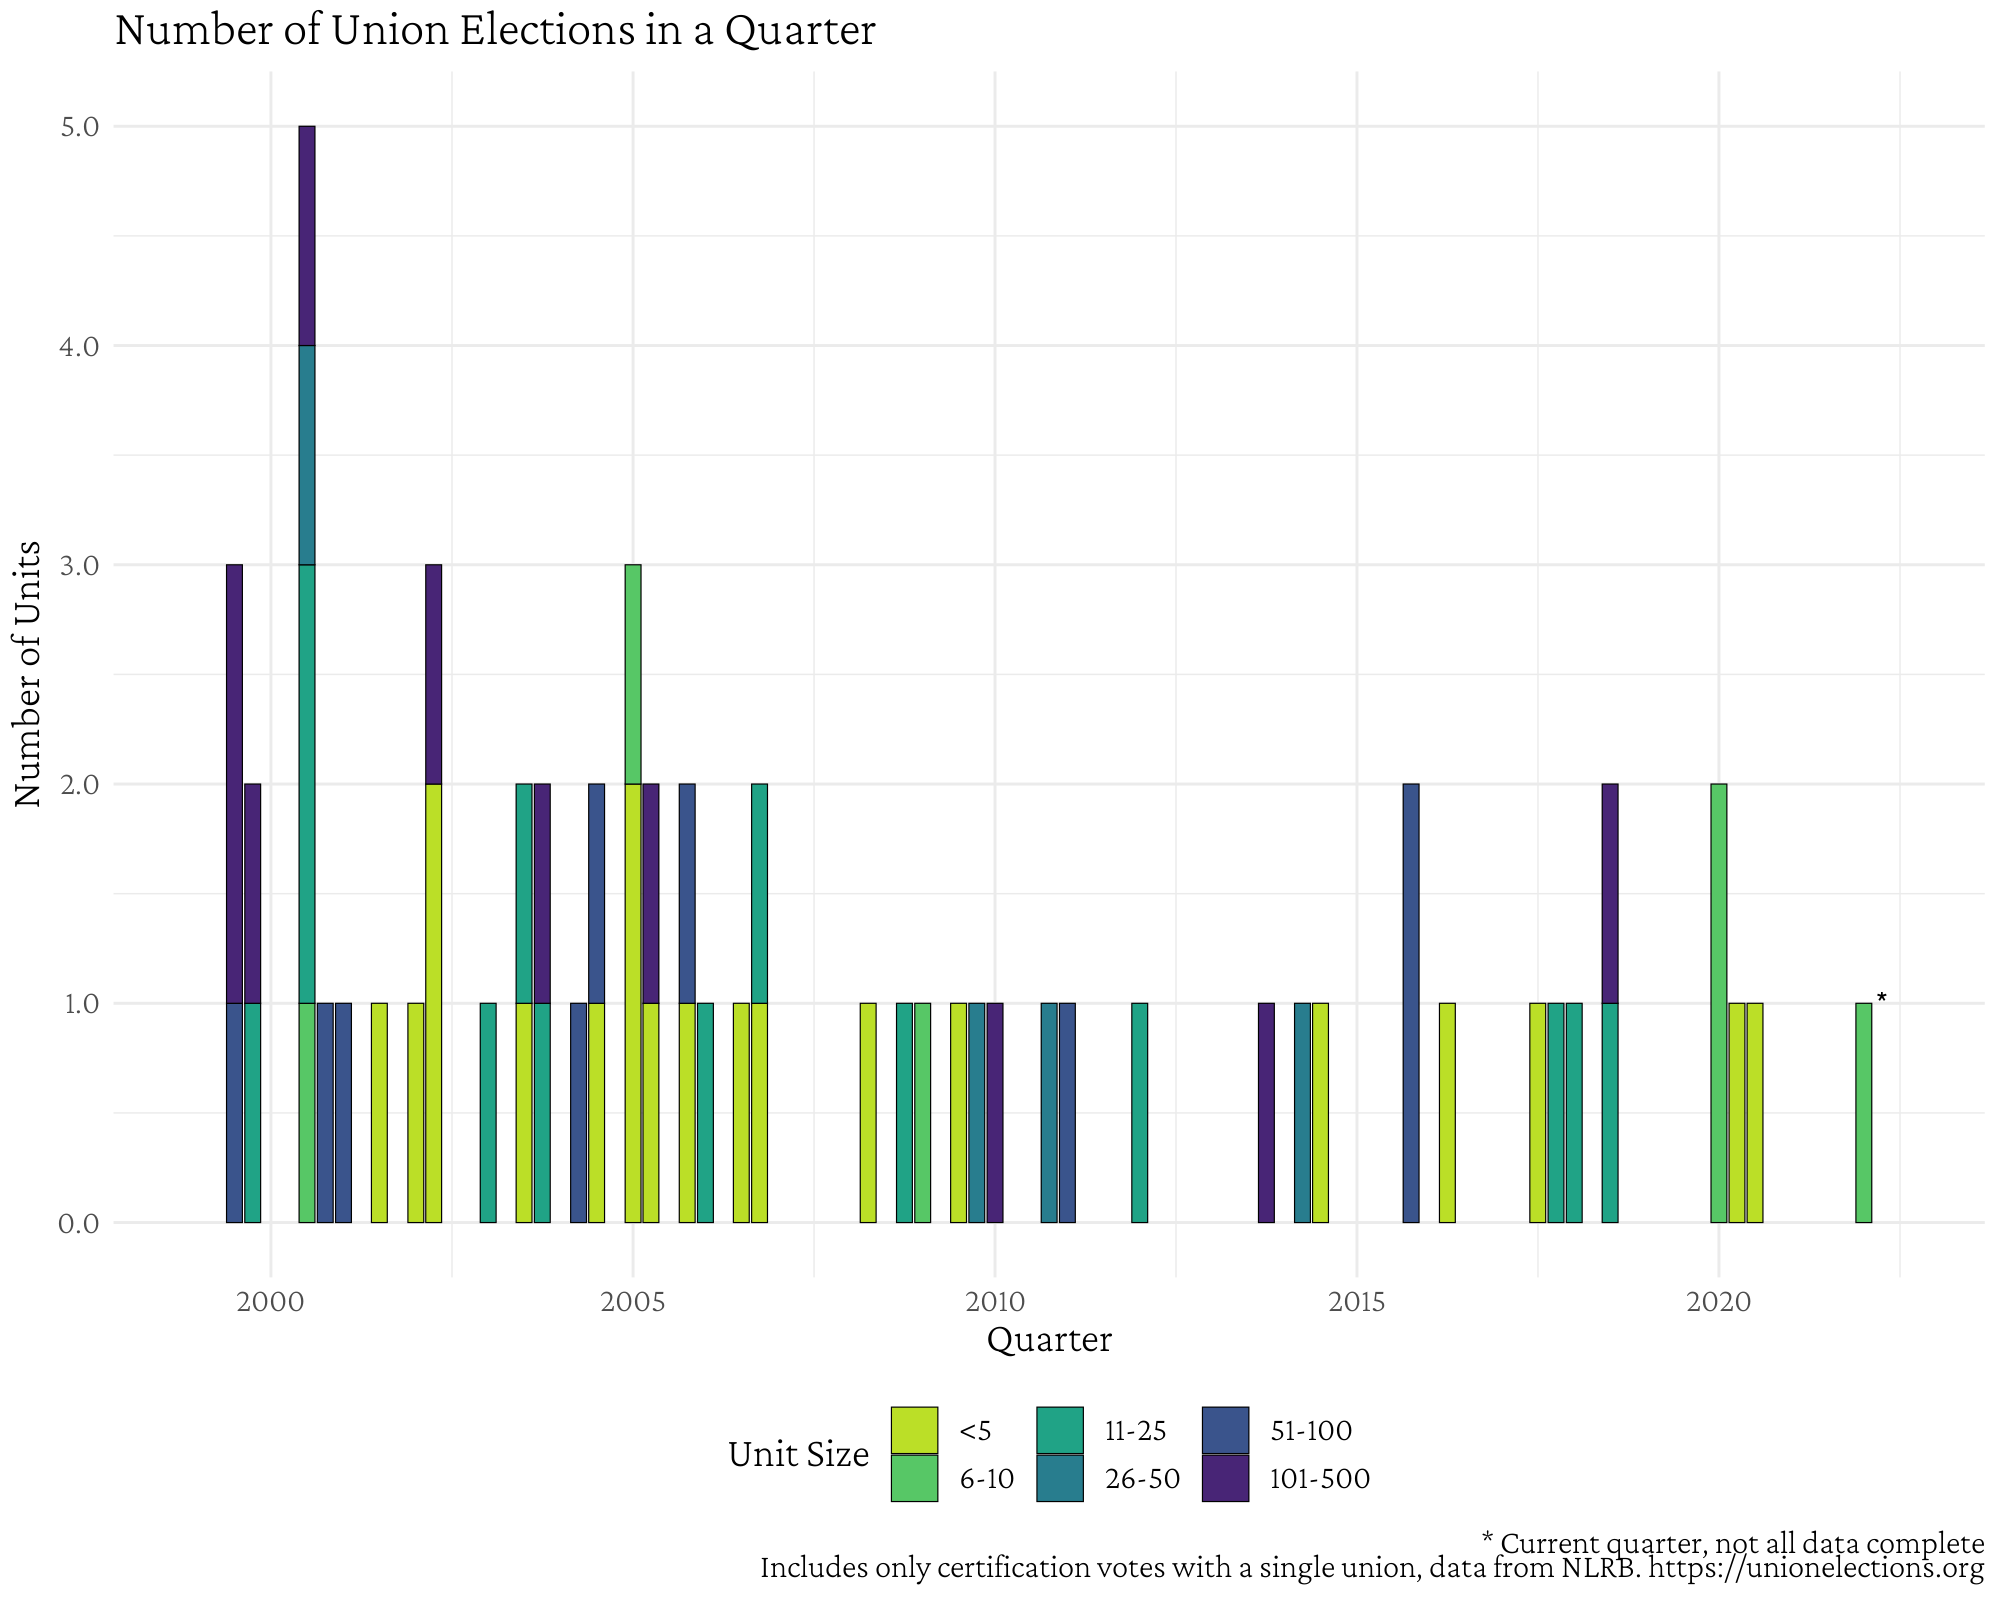 Number of Union Elections in a Quarter
Number of Units
5.0
4.0
3.0
2.0
1.0
0.0
*
2000 2005 2010 2015 2020
Quarter
Unit Size
<5 11-25 51-100
6-10 26-50 101-500
* Current quarter, not all data complete
Includes only certification votes with a single union, data from NLRB. https://unionelections.org